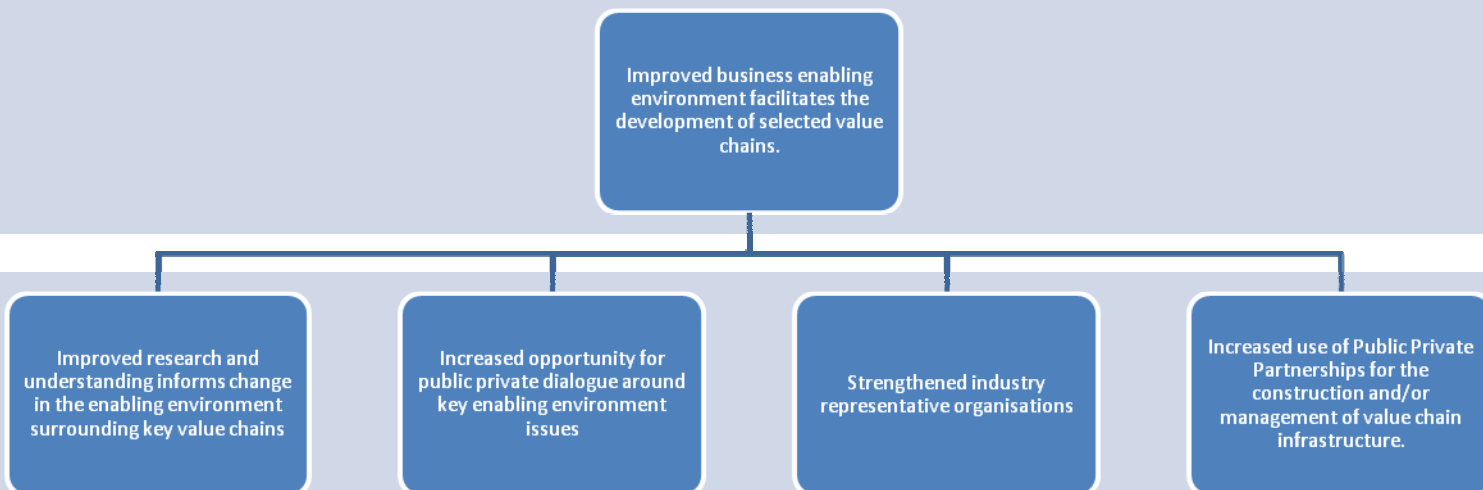 Improved business enabling
environment facilitates the
development of selected value
chains.
Improved research and
understanding informs change
in the enabling environment
surrounding key value chains
Increased opportunity for
public private dialogue around
key enabling environment
issues
Strengthened industry
representative organisations
Increased use of Public Private
Partnerships for the
construction and/or
management of value chain
infrastructure.